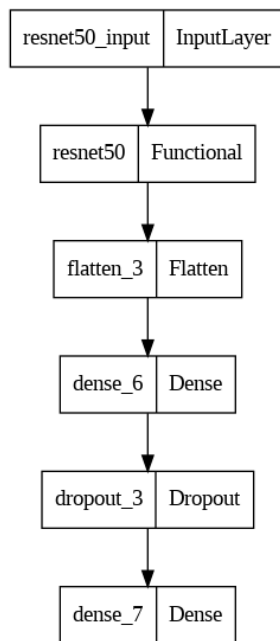 resnet50_input InputLayer
resnet50 Functional
flatten_3 Flatten
dense_6 Dense
dropout_3 Dropout
dense_7 Dense